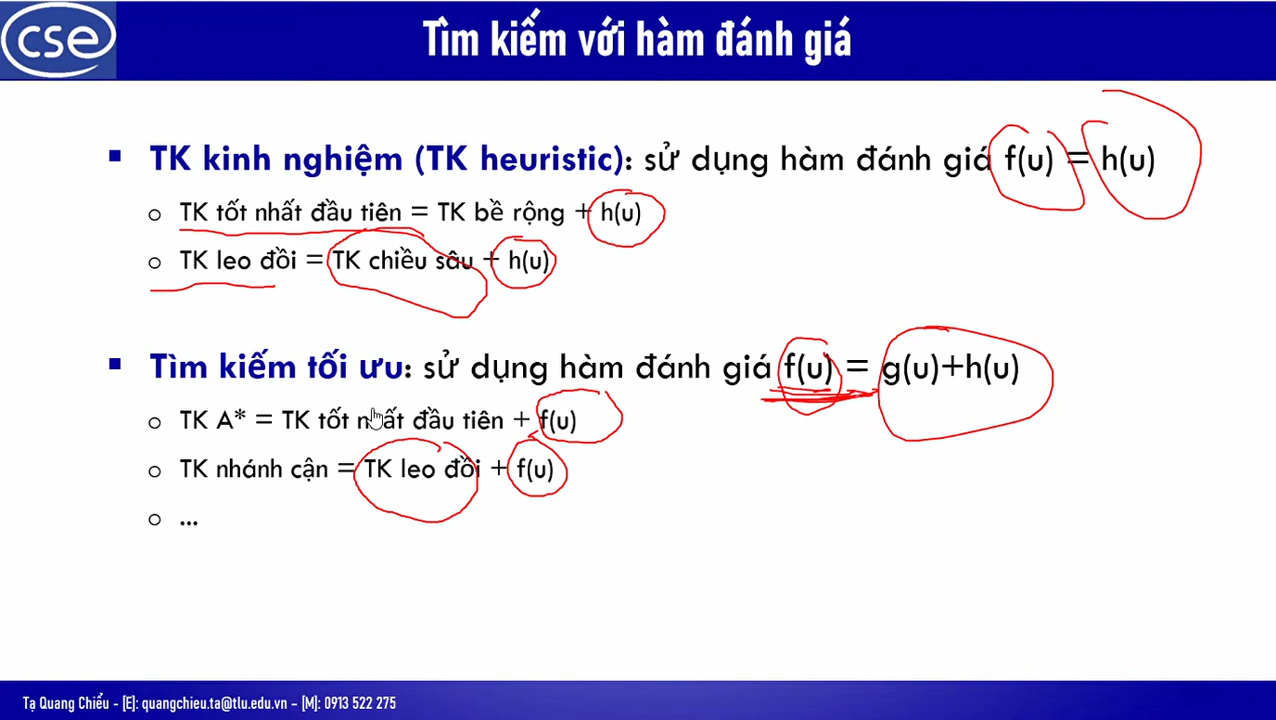 cse
Tìm kiếm với hàm đánh giá
▪ TK kinh nghiệm (TK heuristic): sử dụng hàm đánh giá f(u) = h(u)
o TK tốt nhất đầu tiên = TK bề rộng + h(u)
o TK leo đồi = TK chiều sâu + h(u)
▪ Tìm kiếm tối ưu: sử dụng hàm đánh giá f(u) = g(u)+h(u)
o TK A* = TK tốt nhất đầu tiên + f(u)
o TK nhánh cận = TK leo đồi + f(u)
o ...
Tạ Quang Chiểu - [E]: quangchieu.ta@tlu.edu.vn – [M]: 0913 522 275